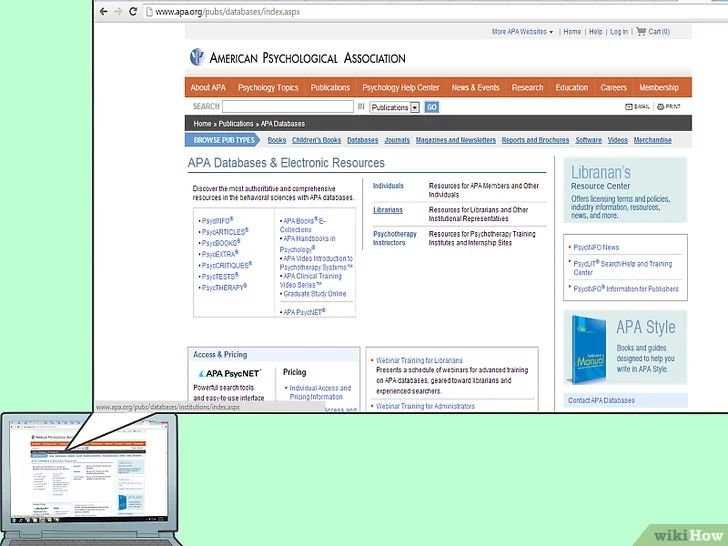 www.apa.org/pubs/databases/index.aspx
More APA Websites Home Help Log In Cart (0)
AMERICAN PSYCHOLOGICAL ASSOCIATION
About APA Psychology Topics Publications Psychology Help Center News & Events Research Education Careers Membership
SEARCH IN Publications GO E-MAIL PRINT
Home » Publications » APA Databases
BROWSE PUB TYPES Books Children's Books Databases Journals Magazines and Newsletters Reports and Brochures Software Videos Merchandise
APA Databases & Electronic Resources
Discover the most authoritative and comprehensive
resources in the behavioral sciences with APA databases.
• PsycINFO®
• PsycARTICLES®
• PsycBOOKS®
• PsycEXTRA®
• PsycCRITIQUES®
• PsycTESTS®
• PsycTHERAPY®
• APA Books® E-
Collections
• APA Handbooks in
Psychology®
• APA Video Introduction to
Psychotherapy Systems™
• APA Clinical Training
Video Series™
• Graduate Study Online
• APA PsycNET®
Individuals Resources for APA Members and Other
Individuals
Librarians Resources for Librarians and Other
Institutional Representatives
Psychotherapy Resources for Psychotherapy Training
Instructors Institutes and Internship Sites
Librarian's
Resource Center
Offers licensing terms and policies,
industry information, resources,
news, and more.
PsycINFO News
PsycLIT® Search Help and Training
Center
PsycINFO® Information for Publishers
Publication
Manual
APA Style
Books and guides
designed to help you
write in APA Style.
Contact APA Databases
Access & Pricing
APA PsycNET®
Powerful search tools
and easy-to-use interface
Pricing
Individual Access and
Pricing Information
Access and
• Webinar Training for Librarians
Presents a schedule of webinars for advanced training
on APA databases, geared toward librarians and
experienced searchers.
• Webinar Training for Administrators
www.apa.org/pubs/databases/institutions/index.aspx
AMERICAN PSYCHOLOGICAL ASSOCIATION
APA Databases & Electronic Resources
APA Style
wikiHow